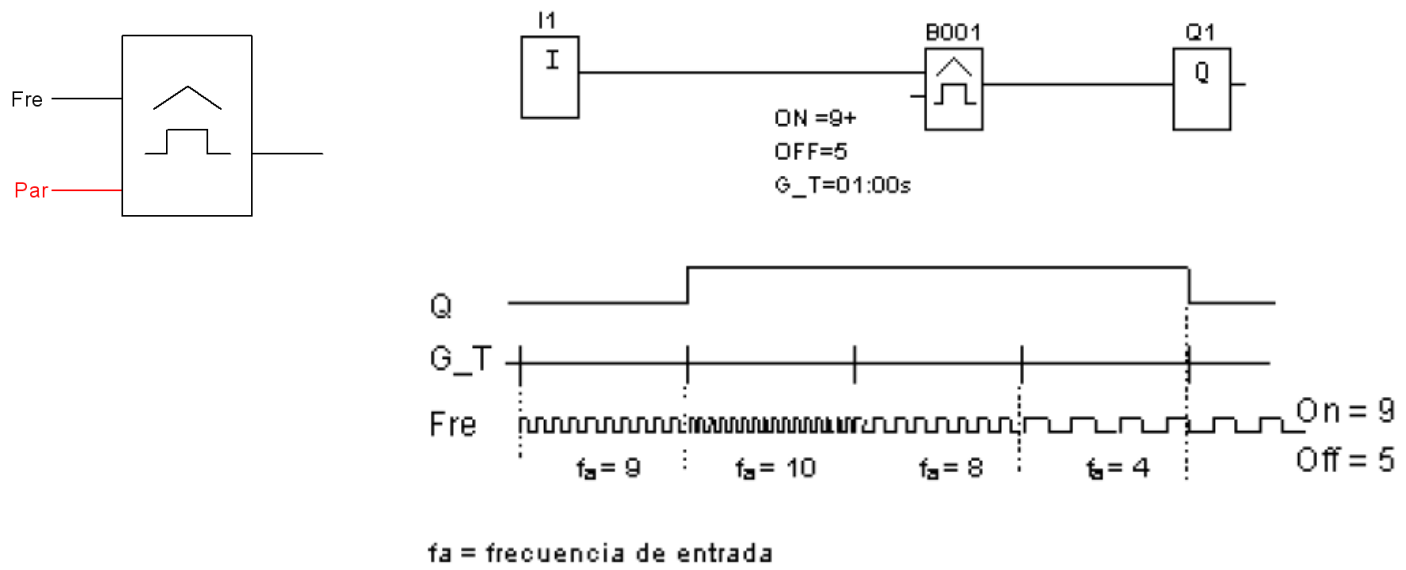 Fre
Par
I1
I
B001
Q1
Q
ON =9+
OFF=5
G_T=01:00s
Q
G_T
Fre
On = 9
Off = 5
fa= 9
fa= 10
fa= 8
fa= 4
fa = frecuencia de entrada